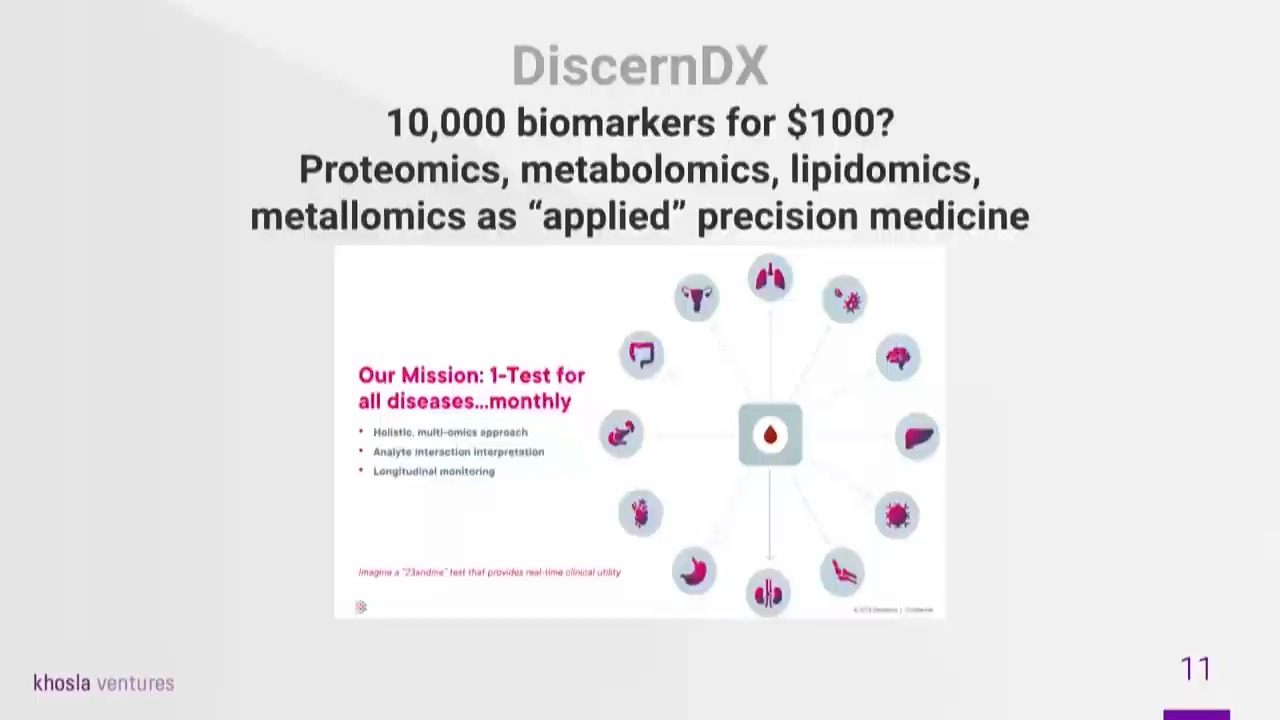 DiscernDX
10,000 biomarkers for $100?
Proteomics, metabolomics, lipidomics,
metallomics as “applied” precision medicine
Our Mission: 1-Test for
all diseases...monthly
• Holistic, multi-omics approach
• Analyte interaction interpretation
• Longitudinal monitoring
Imagine a "23andme" test that provides real-time clinical utility
khosla ventures
11